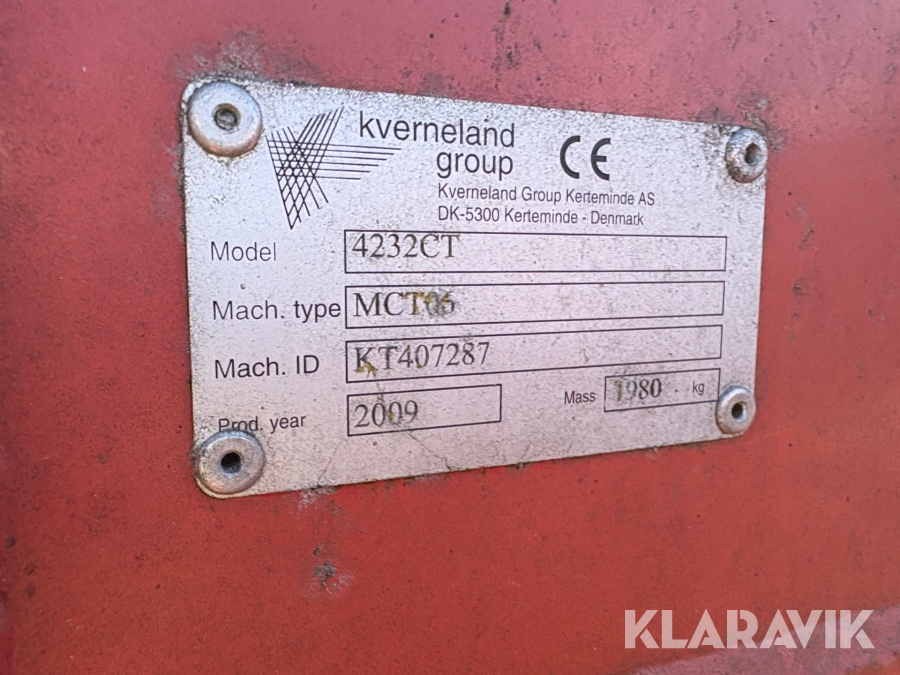 kverneland
group
CE
Kverneland Group Kerteminde AS
DK-5300 Kerteminde - Denmark
Model 4232CT
Mach. type MCT06
Mach. ID KT407287
Prod. year 2009 Mass 1980 kg
KLARAVIK